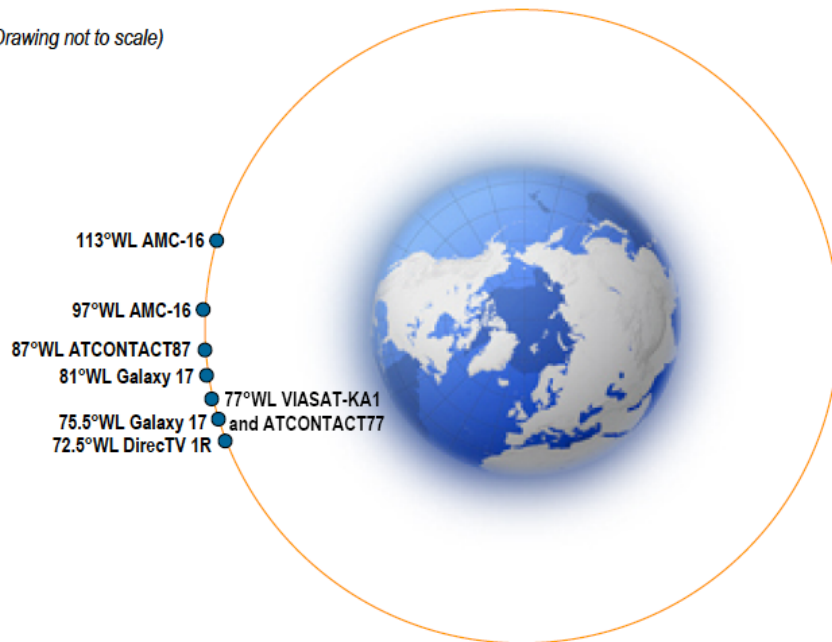 Drawing not to scale)
113°WL AMC-16
97°WL AMC-16
87°WL ATCONTACT87
81°WL Galaxy 17
77°WL VIASAT-KA1
and ATCONTACT77
75.5°WL Galaxy 17
72.5°WL DirecTV 1R